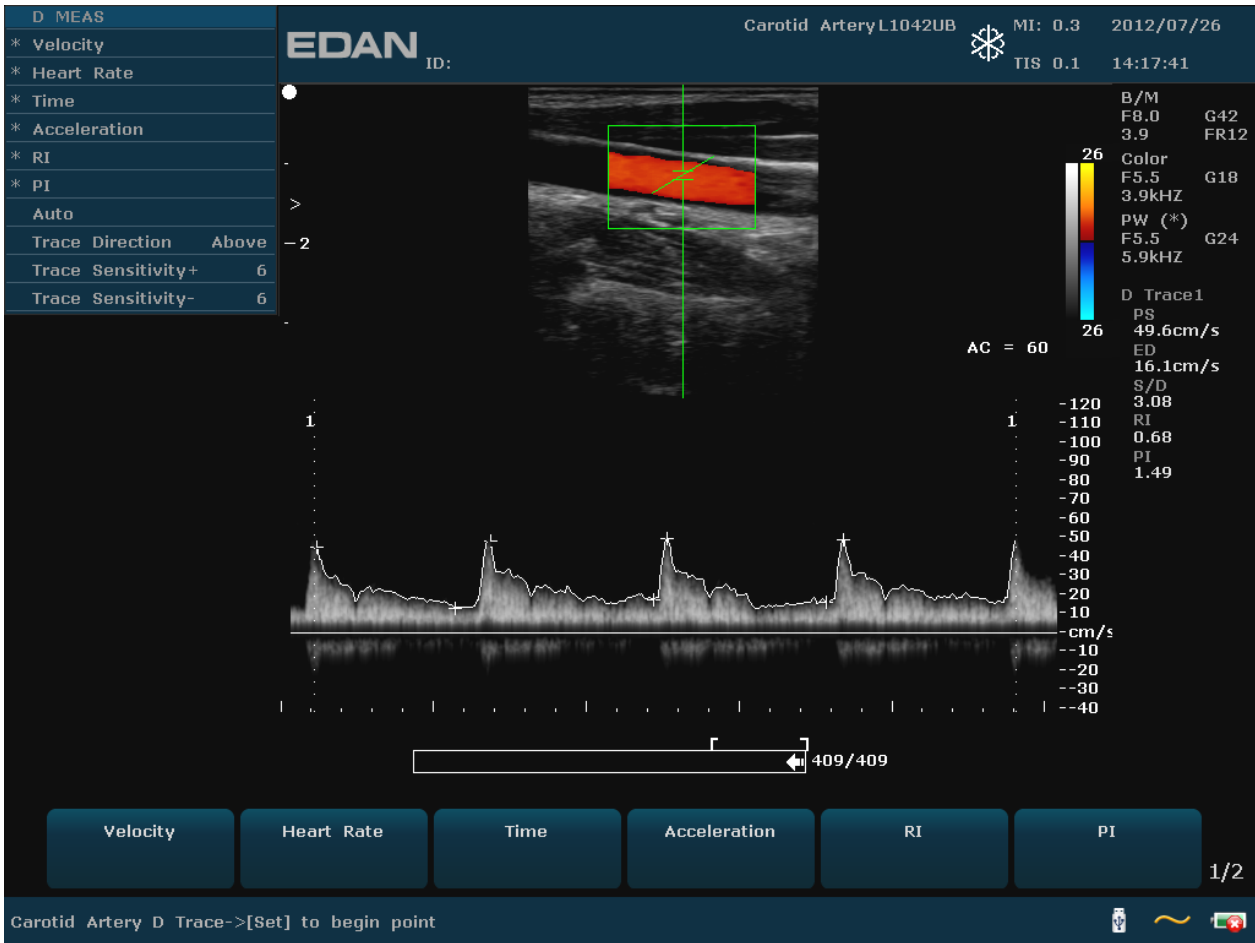 D MEAS
* Velocity
* Heart Rate
* Time
* Acceleration
* RI
* PI
Auto
Trace Direction Above
Trace Sensitivity+ 6
Trace Sensitivity- 6
EDAN
ID:
Carotid Artery L1042UB
MI: 0.3
2012/07/26
TIS 0.1
14:17:41
>
-2
26
26
AC = 60
B/M
F8.0 G42
3.9 FR12
Color
F5.5 G18
3.9kHZ
PW (*)
F5.5 G24
5.9kHZ
D Trace1
PS
49.6cm/s
ED
16.1cm/s
S/D
3.08
RI
0.68
PI
1.49
1
1
-120
-110
-100
-90
-80
-70
-60
-50
-40
-30
-20
-10
-cm/s
--10
--20
--30
--40
409/409
Velocity
Heart Rate
Time
Acceleration
RI
PI
1/2
Carotid Artery D Trace->[Set] to begin point